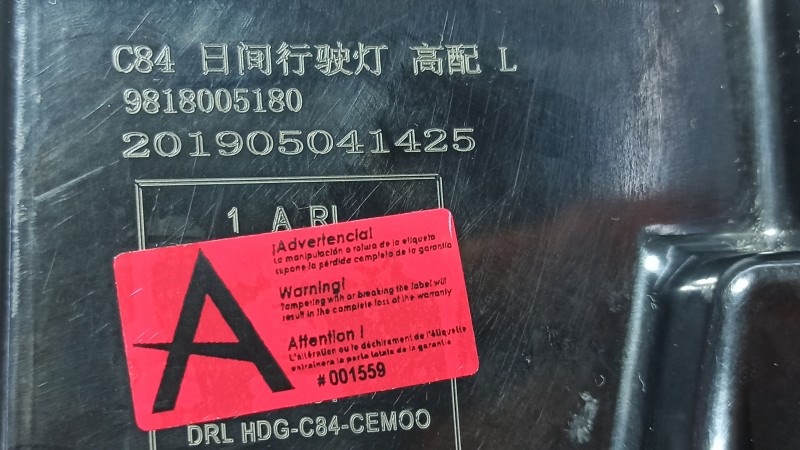 C84 日间行驶灯 高配 L
9818005180
201905041425
1 A RL
A
¡Advertencia!
La manipulación o rotura de la etiqueta
supone la pérdida completa de la garantía
Warning!
Tampering with or breaking the label will
result in the complete loss of the warranty
Attention !
L'altération ou le déchirement de l'étiquette
entraînera la perte totale de la garantie
#001559
DRL HDG-C84-CEM00